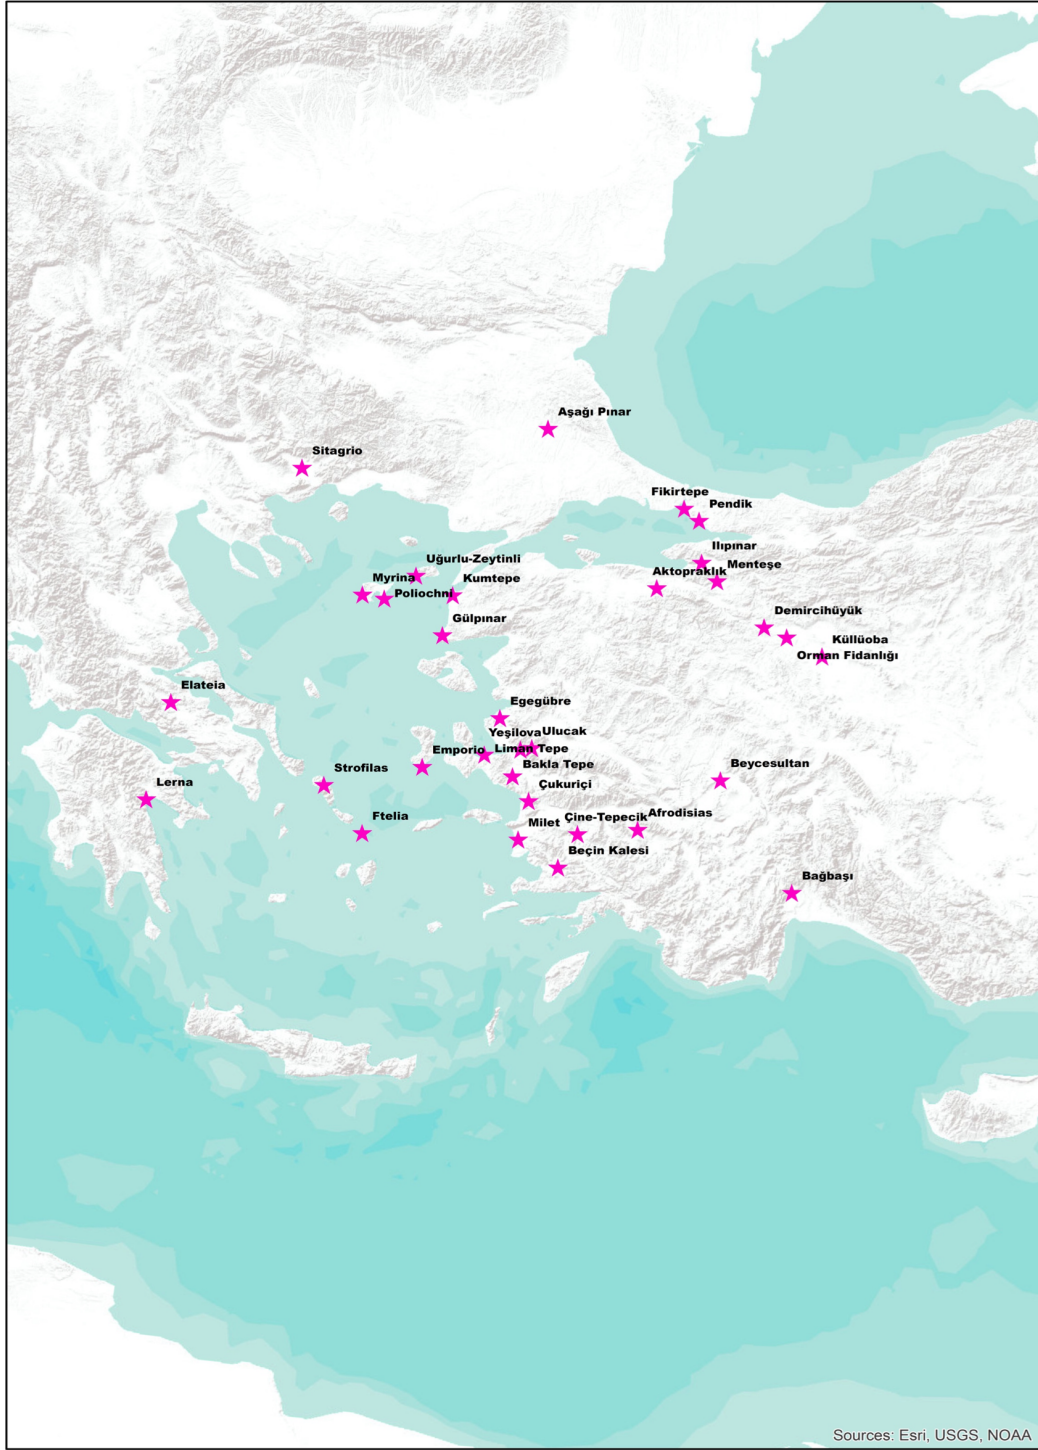 Aşağı Pınar
Sitagrio
Fikirtepe
Pendik
Ilıpınar
Uğurlu-Zeytinli
Menteşe
Myrina
Kumtepe
Aktopraklık
Poliochni
Gülpınar
Demircihüyük
Küllüoba
Orman Fidanlığı
Elateia
Egegübre
Yeşilova
Ulucak
Emporio
Liman Tepe
Strofilas
Bakla Tepe
Beycesultan
Lerna
Çukuriçi
Ftelia
Milet
Çine-Tepecik
Afrodisias
Beçin Kalesi
Bağbaşı
Sources: Esri, USGS, NOAA